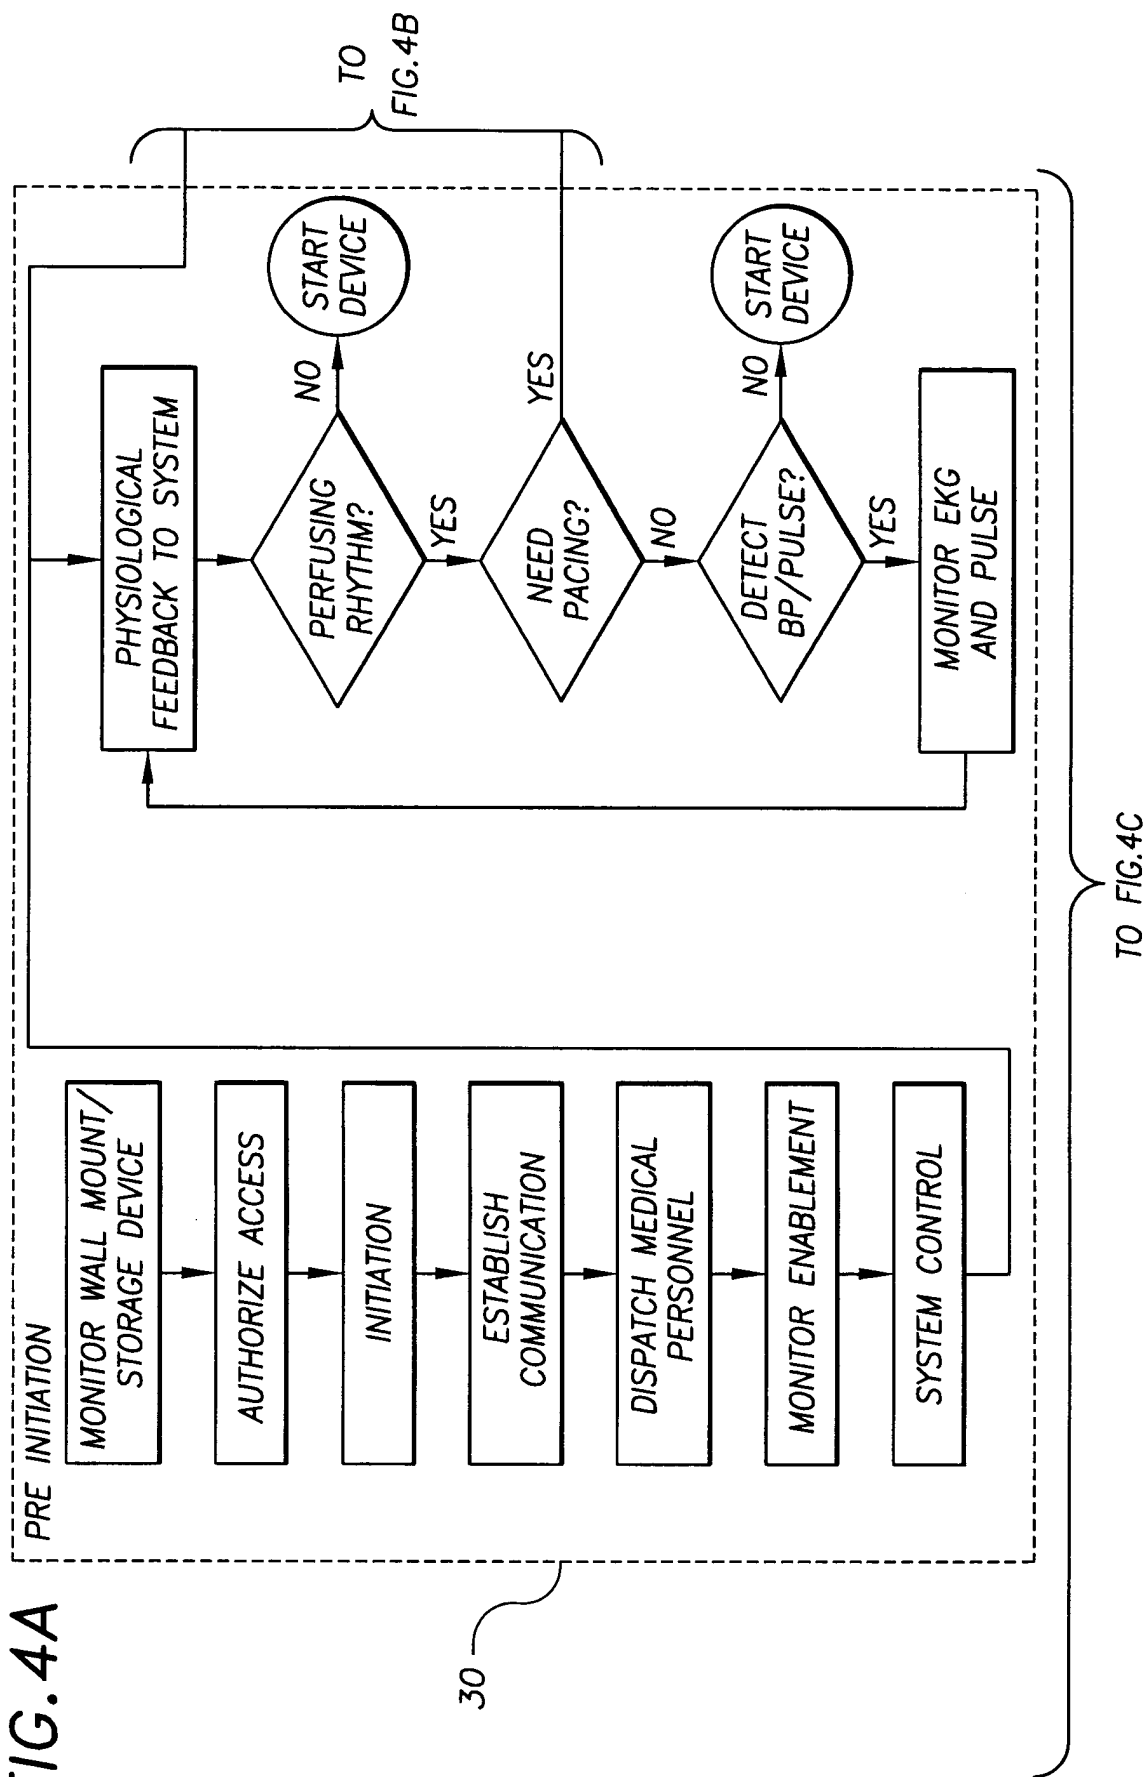 FIG.4A
PRE INITIATION
MONITOR WALL MOUNT/
STORAGE DEVICE
AUTHORIZE ACCESS
INITIATION
ESTABLISH
COMMUNICATION
DISPATCH MEDICAL
PERSONNEL
MONITOR ENABLEMENT
SYSTEM CONTROL
30
PHYSIOLOGICAL
FEEDBACK TO SYSTEM
PERFUSING
RHYTHM?
NO
START
DEVICE
YES
NEED
PACING?
YES
NO
DETECT
BP/PULSE?
NO
START
DEVICE
YES
MONITOR EKG
AND PULSE
TO
FIG.4B
TO FIG.4C